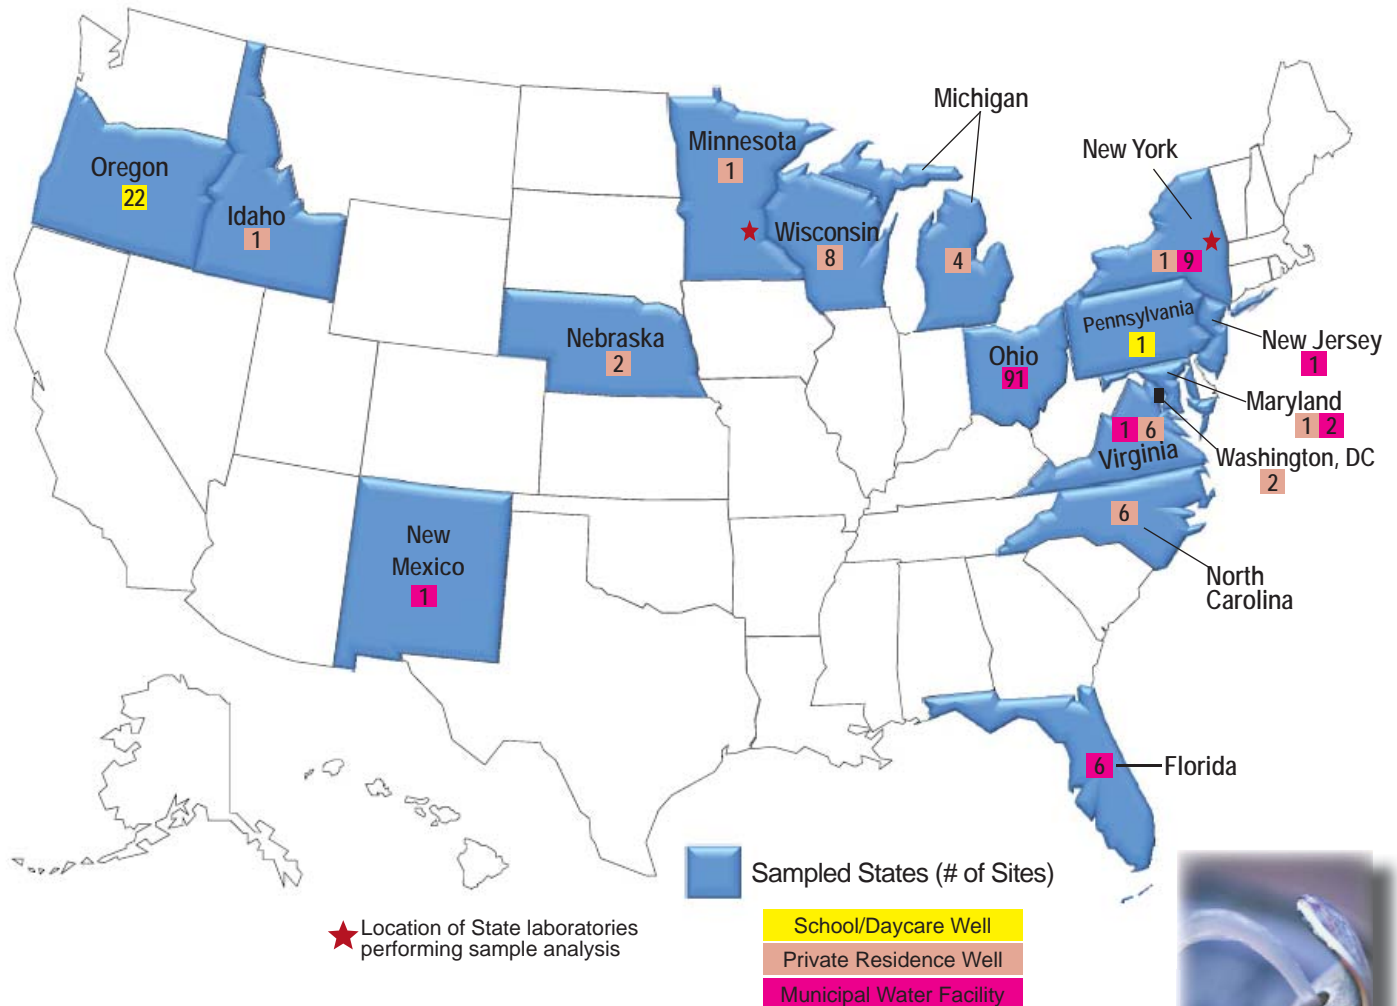 Michigan
Minnesota
1
New York
Oregon
22
Idaho
1
Wisconsin
8
4
1 9
Pennsylvania
1
Nebraska
2
Ohio
91
New Jersey
1
Maryland
1 2
1 6
Virginia
Washington, DC
2
New
Mexico
1
6
North
Carolina
6
Florida
Sampled States (# of Sites)
Location of State laboratories
performing sample analysis
School/Daycare Well
Private Residence Well
Municipal Water Facility